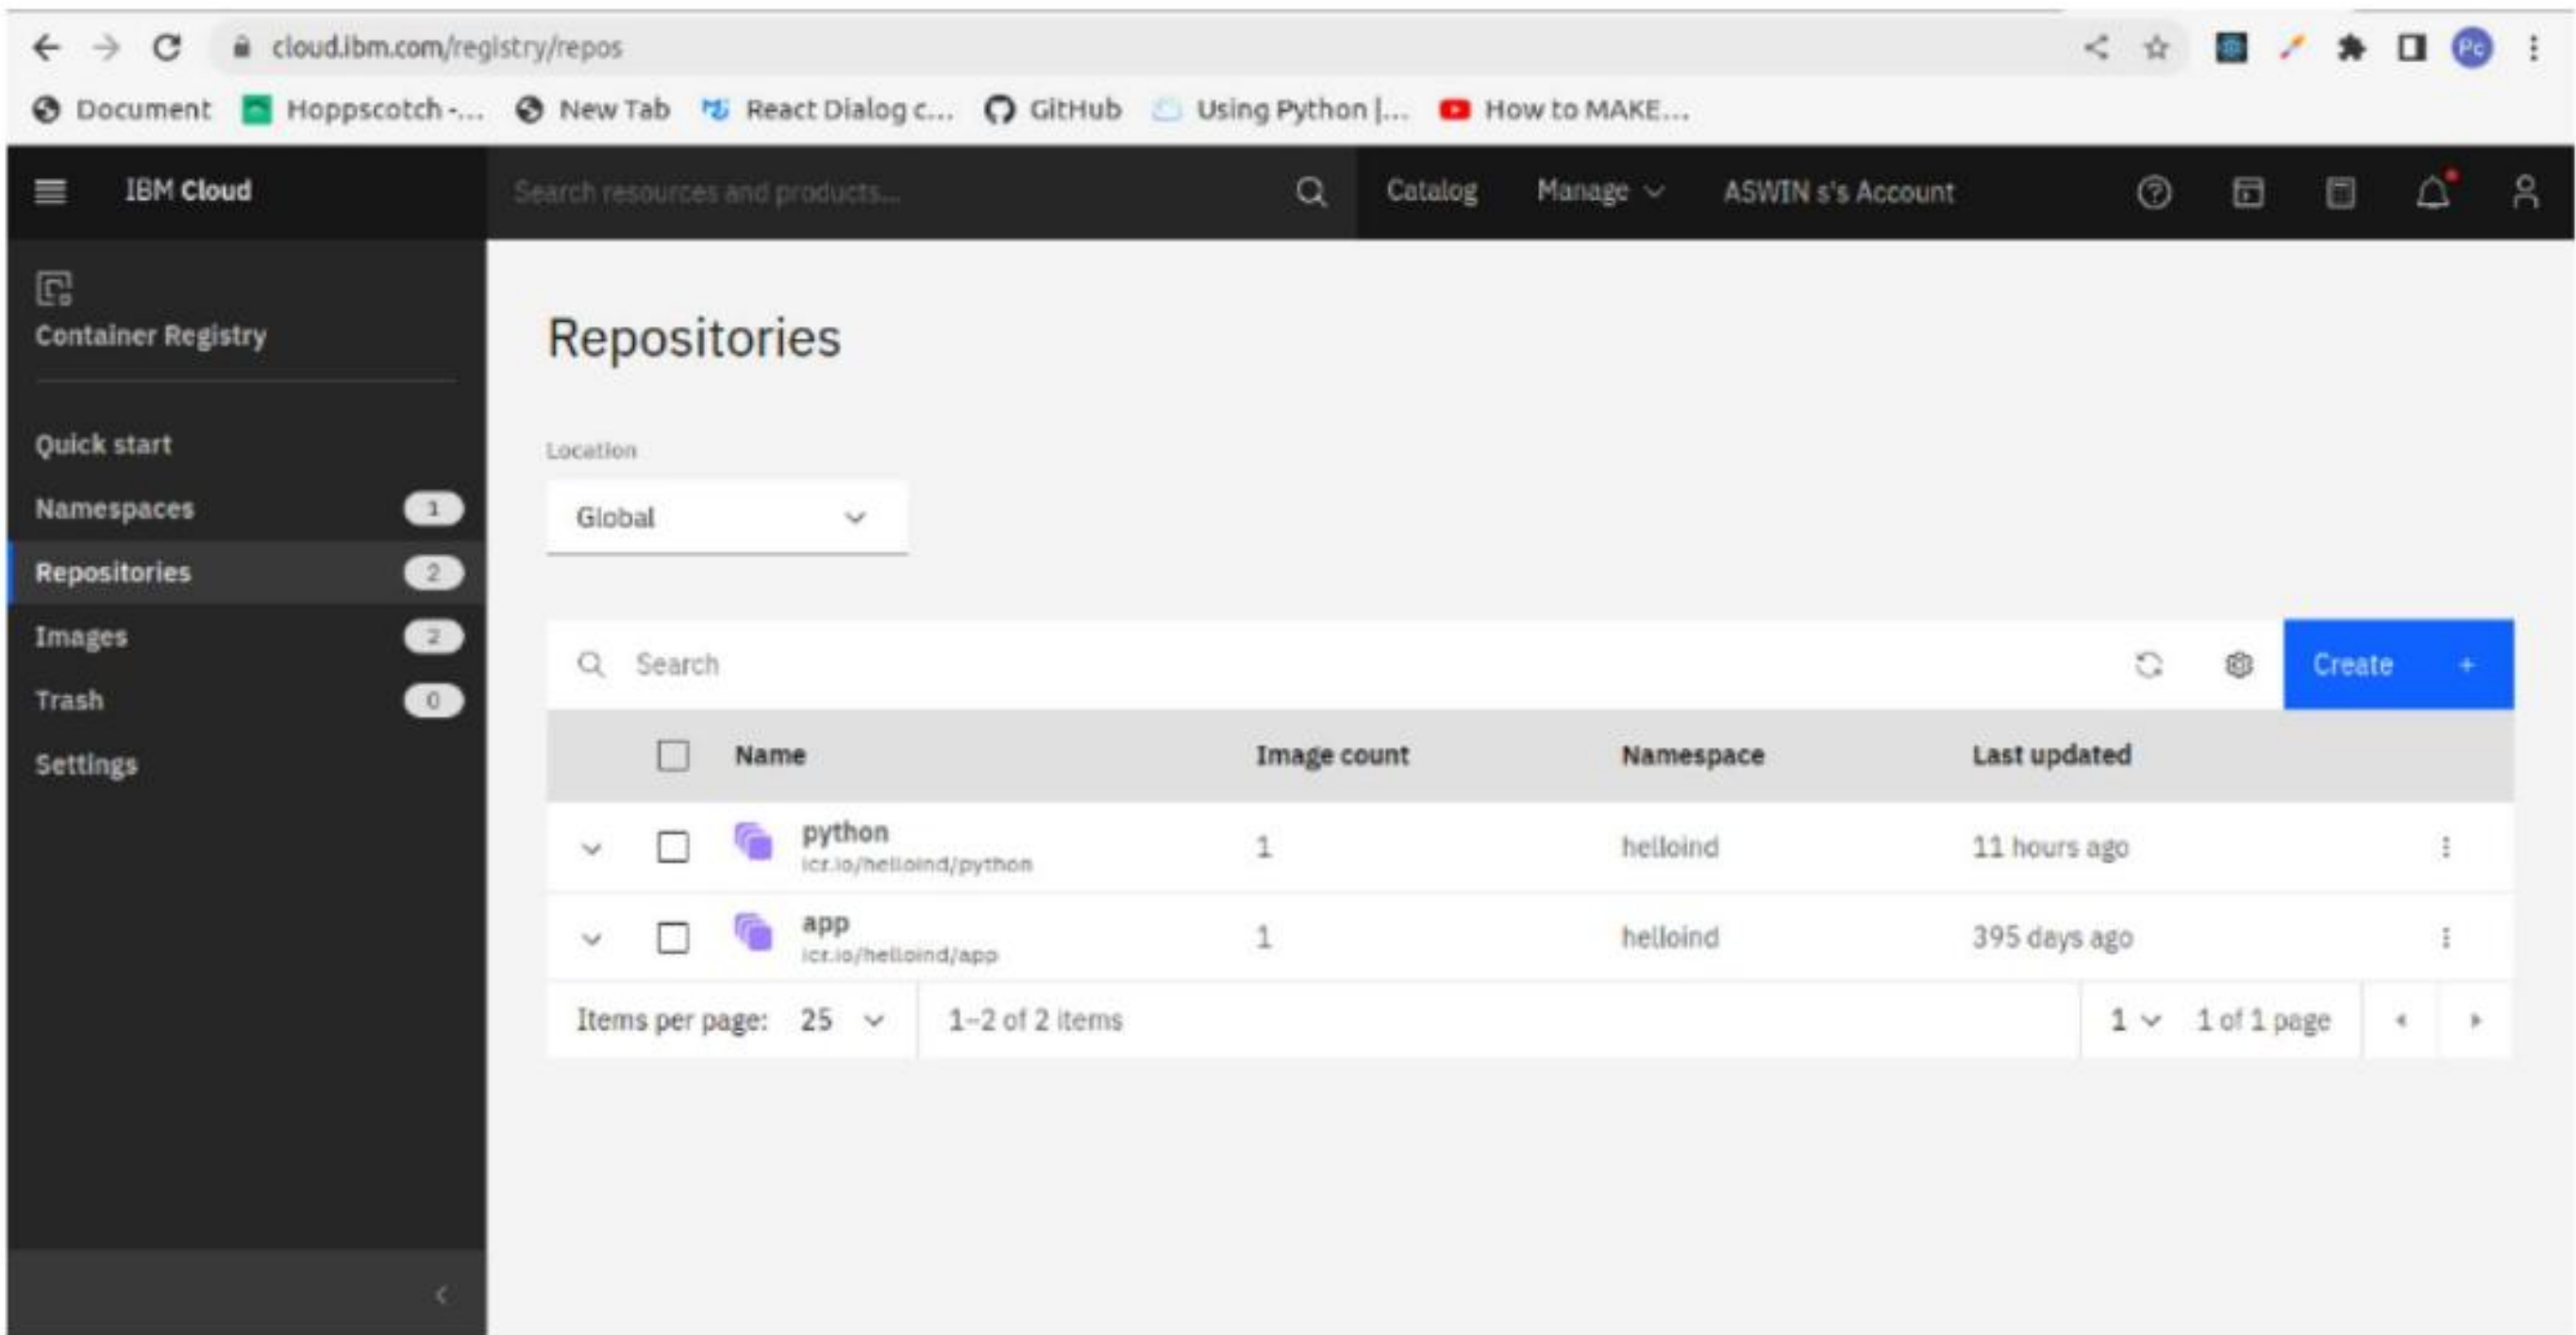 cloud.ibm.com/registry/repos
Pc
Document Hoppscotch -... New Tab React Dialog c... GitHub Using Python |... How to MAKE...
IBM Cloud Search resources and products... Catalog Manage ASWIN s's Account
Container Registry
Quick start
Namespaces 1
Repositories 2
Images 2
Trash 0
Settings
Repositories
Location
Global
Search Create +
Name Image count Namespace Last updated
python 1 helloind 11 hours ago
icr.io/helloind/python
app 1 helloind 395 days ago
icr.io/helloind/app
Items per page: 25 1–2 of 2 items 1 1 of 1 page